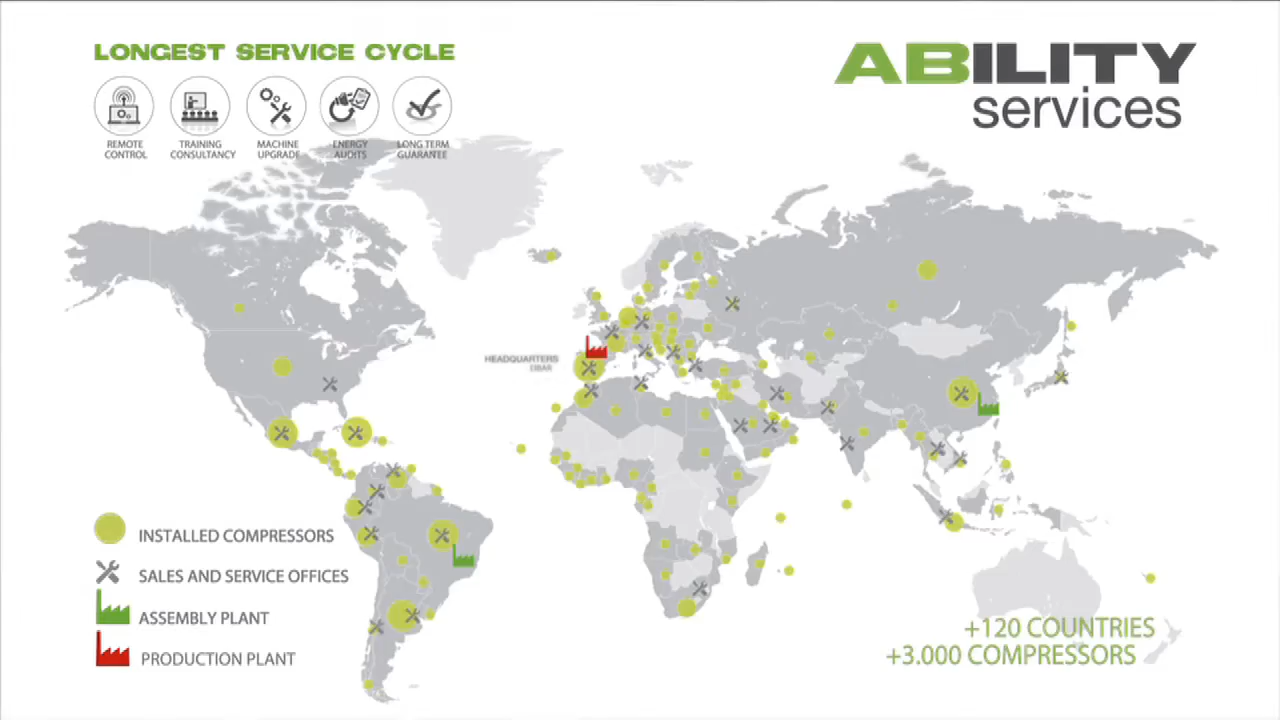 LONGEST SERVICE CYCLE
ABILITY
services
REMOTE
CONTROL
TRAINING
CONSULTANCY
MACHINE
UPGRADE
ENERGY
AUDITS
LONG TERM
GUARANTEE
HEADQUARTERS
EIBAR
INSTALLED COMPRESSORS
SALES AND SERVICE OFFICES
ASSEMBLY PLANT
PRODUCTION PLANT
+120 COUNTRIES
+3.000 COMPRESSORS